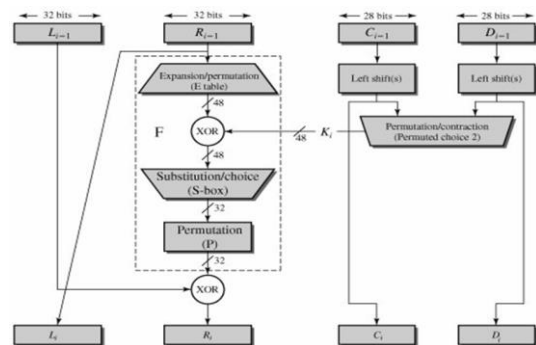 32 bits 32 bits 28 bits 28 bits
L_{i-1} R_{i-1} C_{i-1} D_{i-1}
Expansion/permutation
(E table)
Left shift(s) Left shift(s)
48
F XOR 48 K_i Permutation/contraction
(Permuted choice 2)
48
Substitution/choice
(S-box)
32
Permutation
(P)
32
XOR
L_i R_i C_i D_i